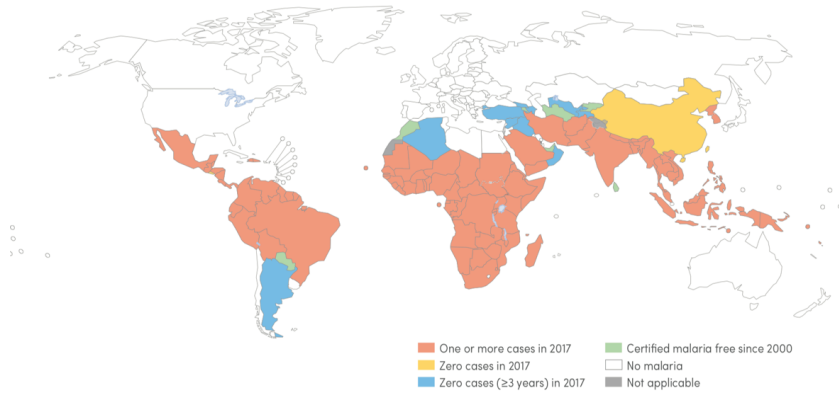 One or more cases in 2017
Zero cases in 2017
Zero cases (≥3 years) in 2017
Certified malaria free since 2000
No malaria
Not applicable